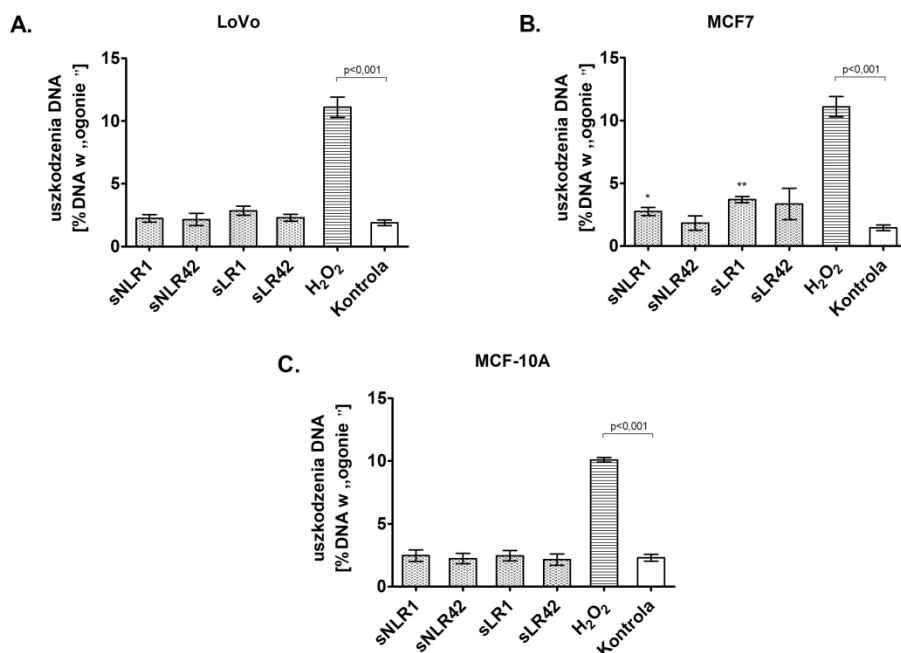 A.
LoVo
uszkodzenia DNA
[% DNA w „ogonie ”]
15
10
5
0
p<0,001
sNLR1
sNLR42
sLR1
sLR42
H₂O₂
Kontrola
B.
MCF7
uszkodzenia DNA
[% DNA w „ogonie ”]
15
10
5
0
*
**
p<0,001
sNLR1
sNLR42
sLR1
sLR42
H₂O₂
Kontrola
C.
MCF-10A
uszkodzenia DNA
[% DNA w „ogonie ”]
15
10
5
0
p<0,001
sNLR1
sNLR42
sLR1
sLR42
H₂O₂
Kontrola